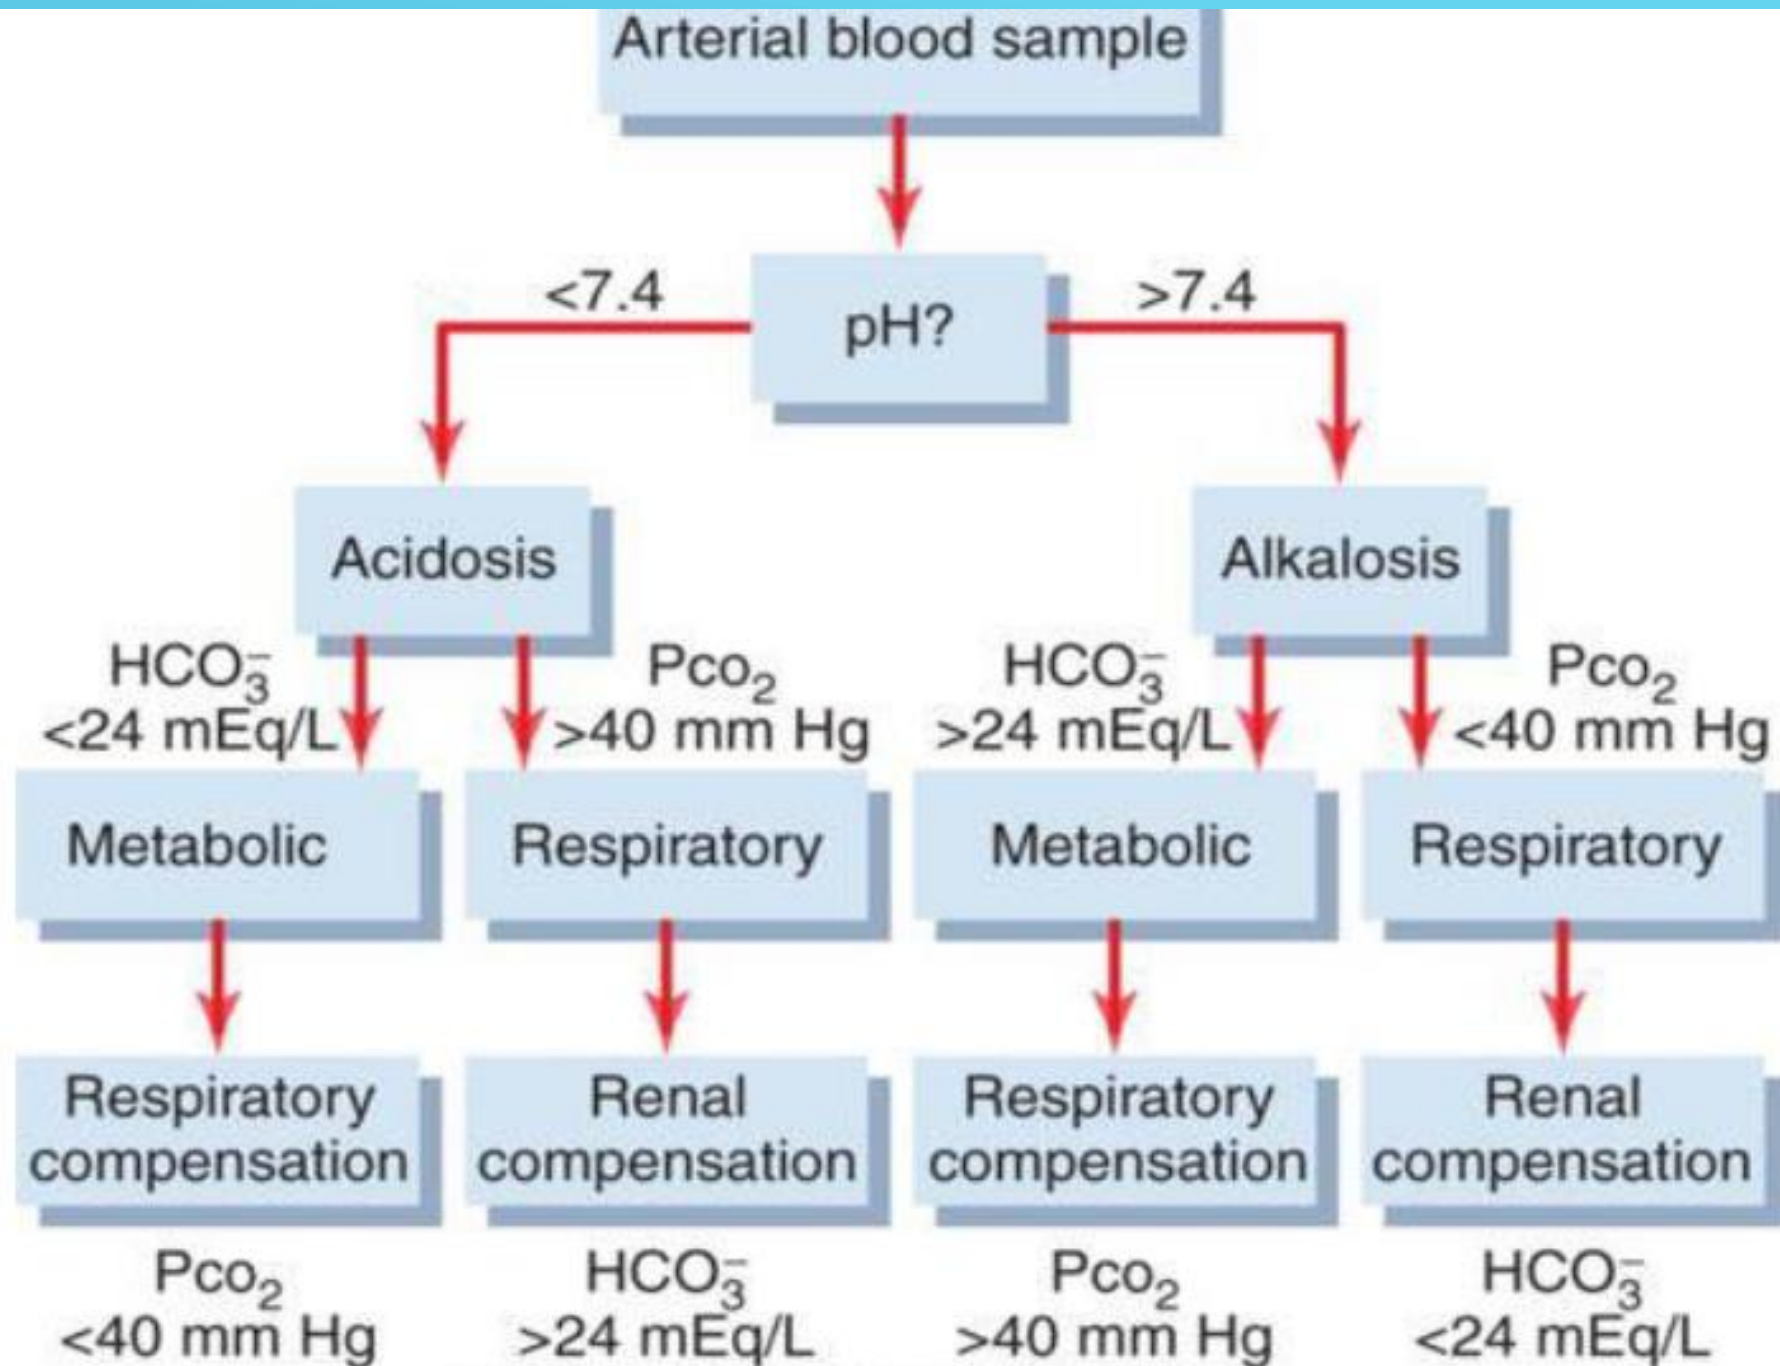 Arterial blood sample
<7.4
>7.4
pH?
Acidosis
Alkalosis
HCO₃⁻
<24 mEq/L
Pco₂
>40 mm Hg
HCO₃⁻
>24 mEq/L
Pco₂
<40 mm Hg
Metabolic
Respiratory
Metabolic
Respiratory
Respiratory
compensation
Renal
compensation
Respiratory
compensation
Renal
compensation
Pco₂
<40 mm Hg
HCO₃⁻
>24 mEq/L
Pco₂
>40 mm Hg
HCO₃⁻
<24 mEq/L